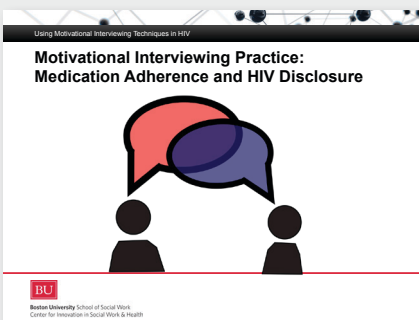 Using Motivational Interviewing Techniques in HIV
Motivational Interviewing Practice:
Medication Adherence and HIV Disclosure
BU
Boston University School of Social Work
Center for Innovation in Social Work & Health